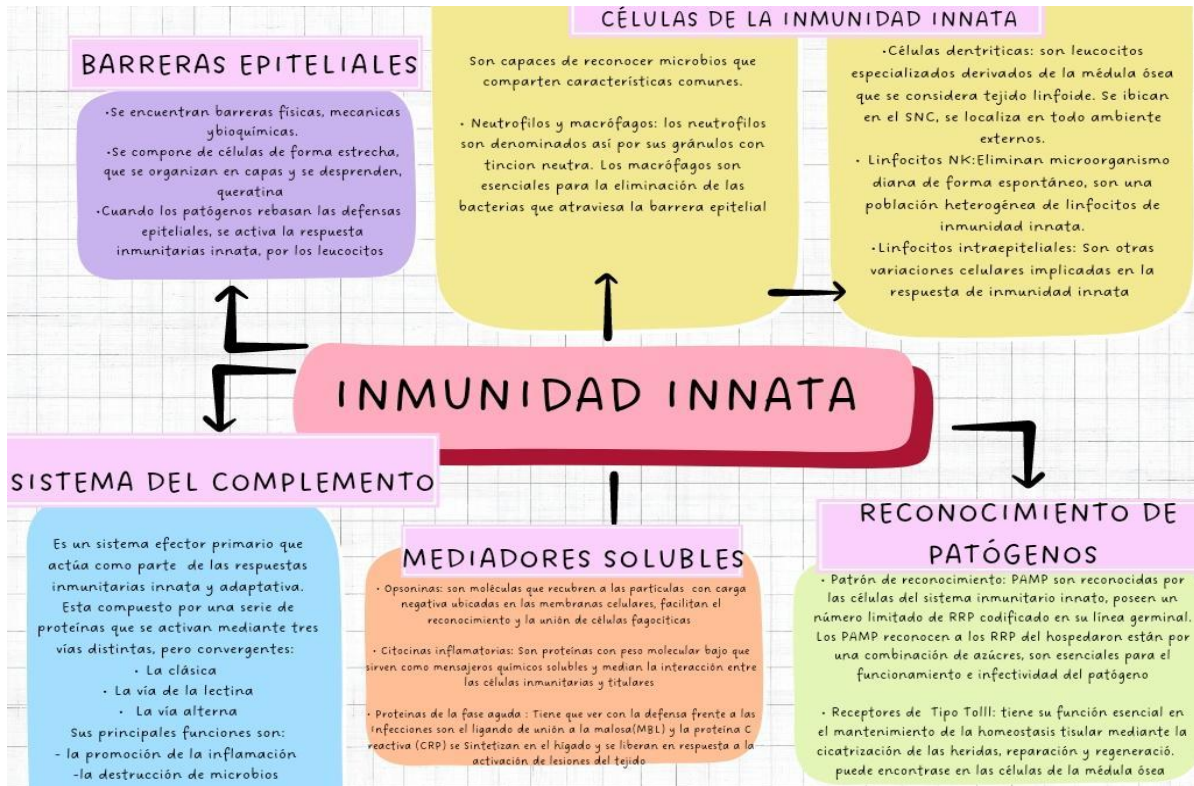 CÉLULAS DE LA INMUNIDAD INNATA
BARRERAS EPITELIALES
•Se encuentran barreras físicas, mecanicas
ybioquímicas.
•Se compone de células de forma estrecha,
que se organizan en capas y se desprenden,
queratina
•Cuando los patógenos rebasan las defensas
epiteliales, se activa la respuesta
inmunitarias innata, por los leucocitos
Son capaces de reconocer microbios que
comparten características comunes.
• Neutrofilos y macrófagos: los neutrofilos
son denominados así por sus gránulos con
tincion neutra. Los macrófagos son
esenciales para la eliminación de las
bacterias que atraviesa la barrera epitelial
•Células dentriticas: son leucocitos
especializados derivados de la médula ósea
que se considera tejido linfoide. Se ibican
en el SNC, se localiza en todo ambiente
externos.
• Linfocitos NK:Eliminan microorganismo
diana de forma espontáneo, son una
población heterogénea de linfocitos de
inmunidad innata.
•Linfocitos intraepiteliales: Son otras
variaciones celulares implicadas en la
respuesta de inmunidad innata
INMUNIDAD INNATA
SISTEMA DEL COMPLEMENTO
Es un sistema efector primario que
actúa como parte de las respuestas
inmunitarias innata y adaptativa.
Esta compuesto por una serie de
proteínas que se activan mediante tres
vías distintas, pero convergentes:
• La clásica
• La vía de la lectina
• La vía alterna
Sus principales funciones son:
- la promoción de la inflamación
-la destrucción de microbios
MEDIADORES SOLUBLES
• Opsoninas: son moléculas que recubren a las partículas con carga
negativa ubicadas en las membranas celulares, facilitan el
reconocimiento y la unión de células fagocíticas
• Citocinas inflamatorias: Son proteínas con peso molecular bajo que
sirven como mensajeros químicos solubles y median la interacción entre
las células inmunitarias y titulares
• Proteinas de la fase aguda : Tiene que ver con la defensa frente a las
Infecciones son el ligando de unión a la malosa(MBL) y la proteína C
reactiva (CRP) se Sintetizan en el hígado y se liberan en respuesta a la
activación de lesiones del tejido
RECONOCIMIENTO DE
PATÓGENOS
• Patrón de reconocimiento: PAMP son reconocidas por
las células del sistema inmunitario innato, poseen un
número limitado de RRP codificado en su línea germinal.
Los PAMP reconocen a los RRP del hospedaron están por
una combinación de azúcres, son esenciales para el
funcionamiento e infectividad del patógeno
• Receptores de Tipo Tolll: tiene su función esencial en
el mantenimiento de la homeostasis tisular mediante la
cicatrización de las heridas, reparación y regeneració.
puede encontrase en las células de la médula ósea